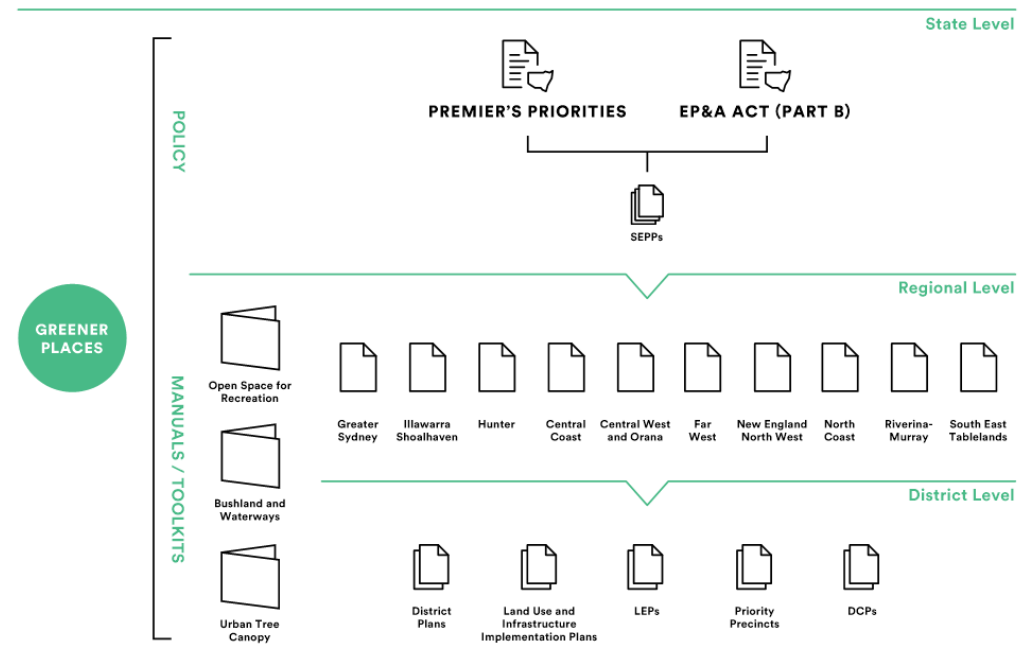 State Level
POLICY
PREMIER'S PRIORITIES
EP&A ACT (PART B)
SEPPs
Regional Level
GREENER
PLACES
MANUALS / TOOLKITS
Open Space for
Recreation
Bushland and
Waterways
Urban Tree
Canopy
Greater
Sydney
Illawarra
Shoalhaven
Hunter
Central
Coast
Central West
and Orana
Far
West
New England
North West
North
Coast
Riverina-
Murray
South East
Tablelands
District Level
District
Plans
Land Use and
Infrastructure
Implementation Plans
LEPs
Priority
Precincts
DCPs